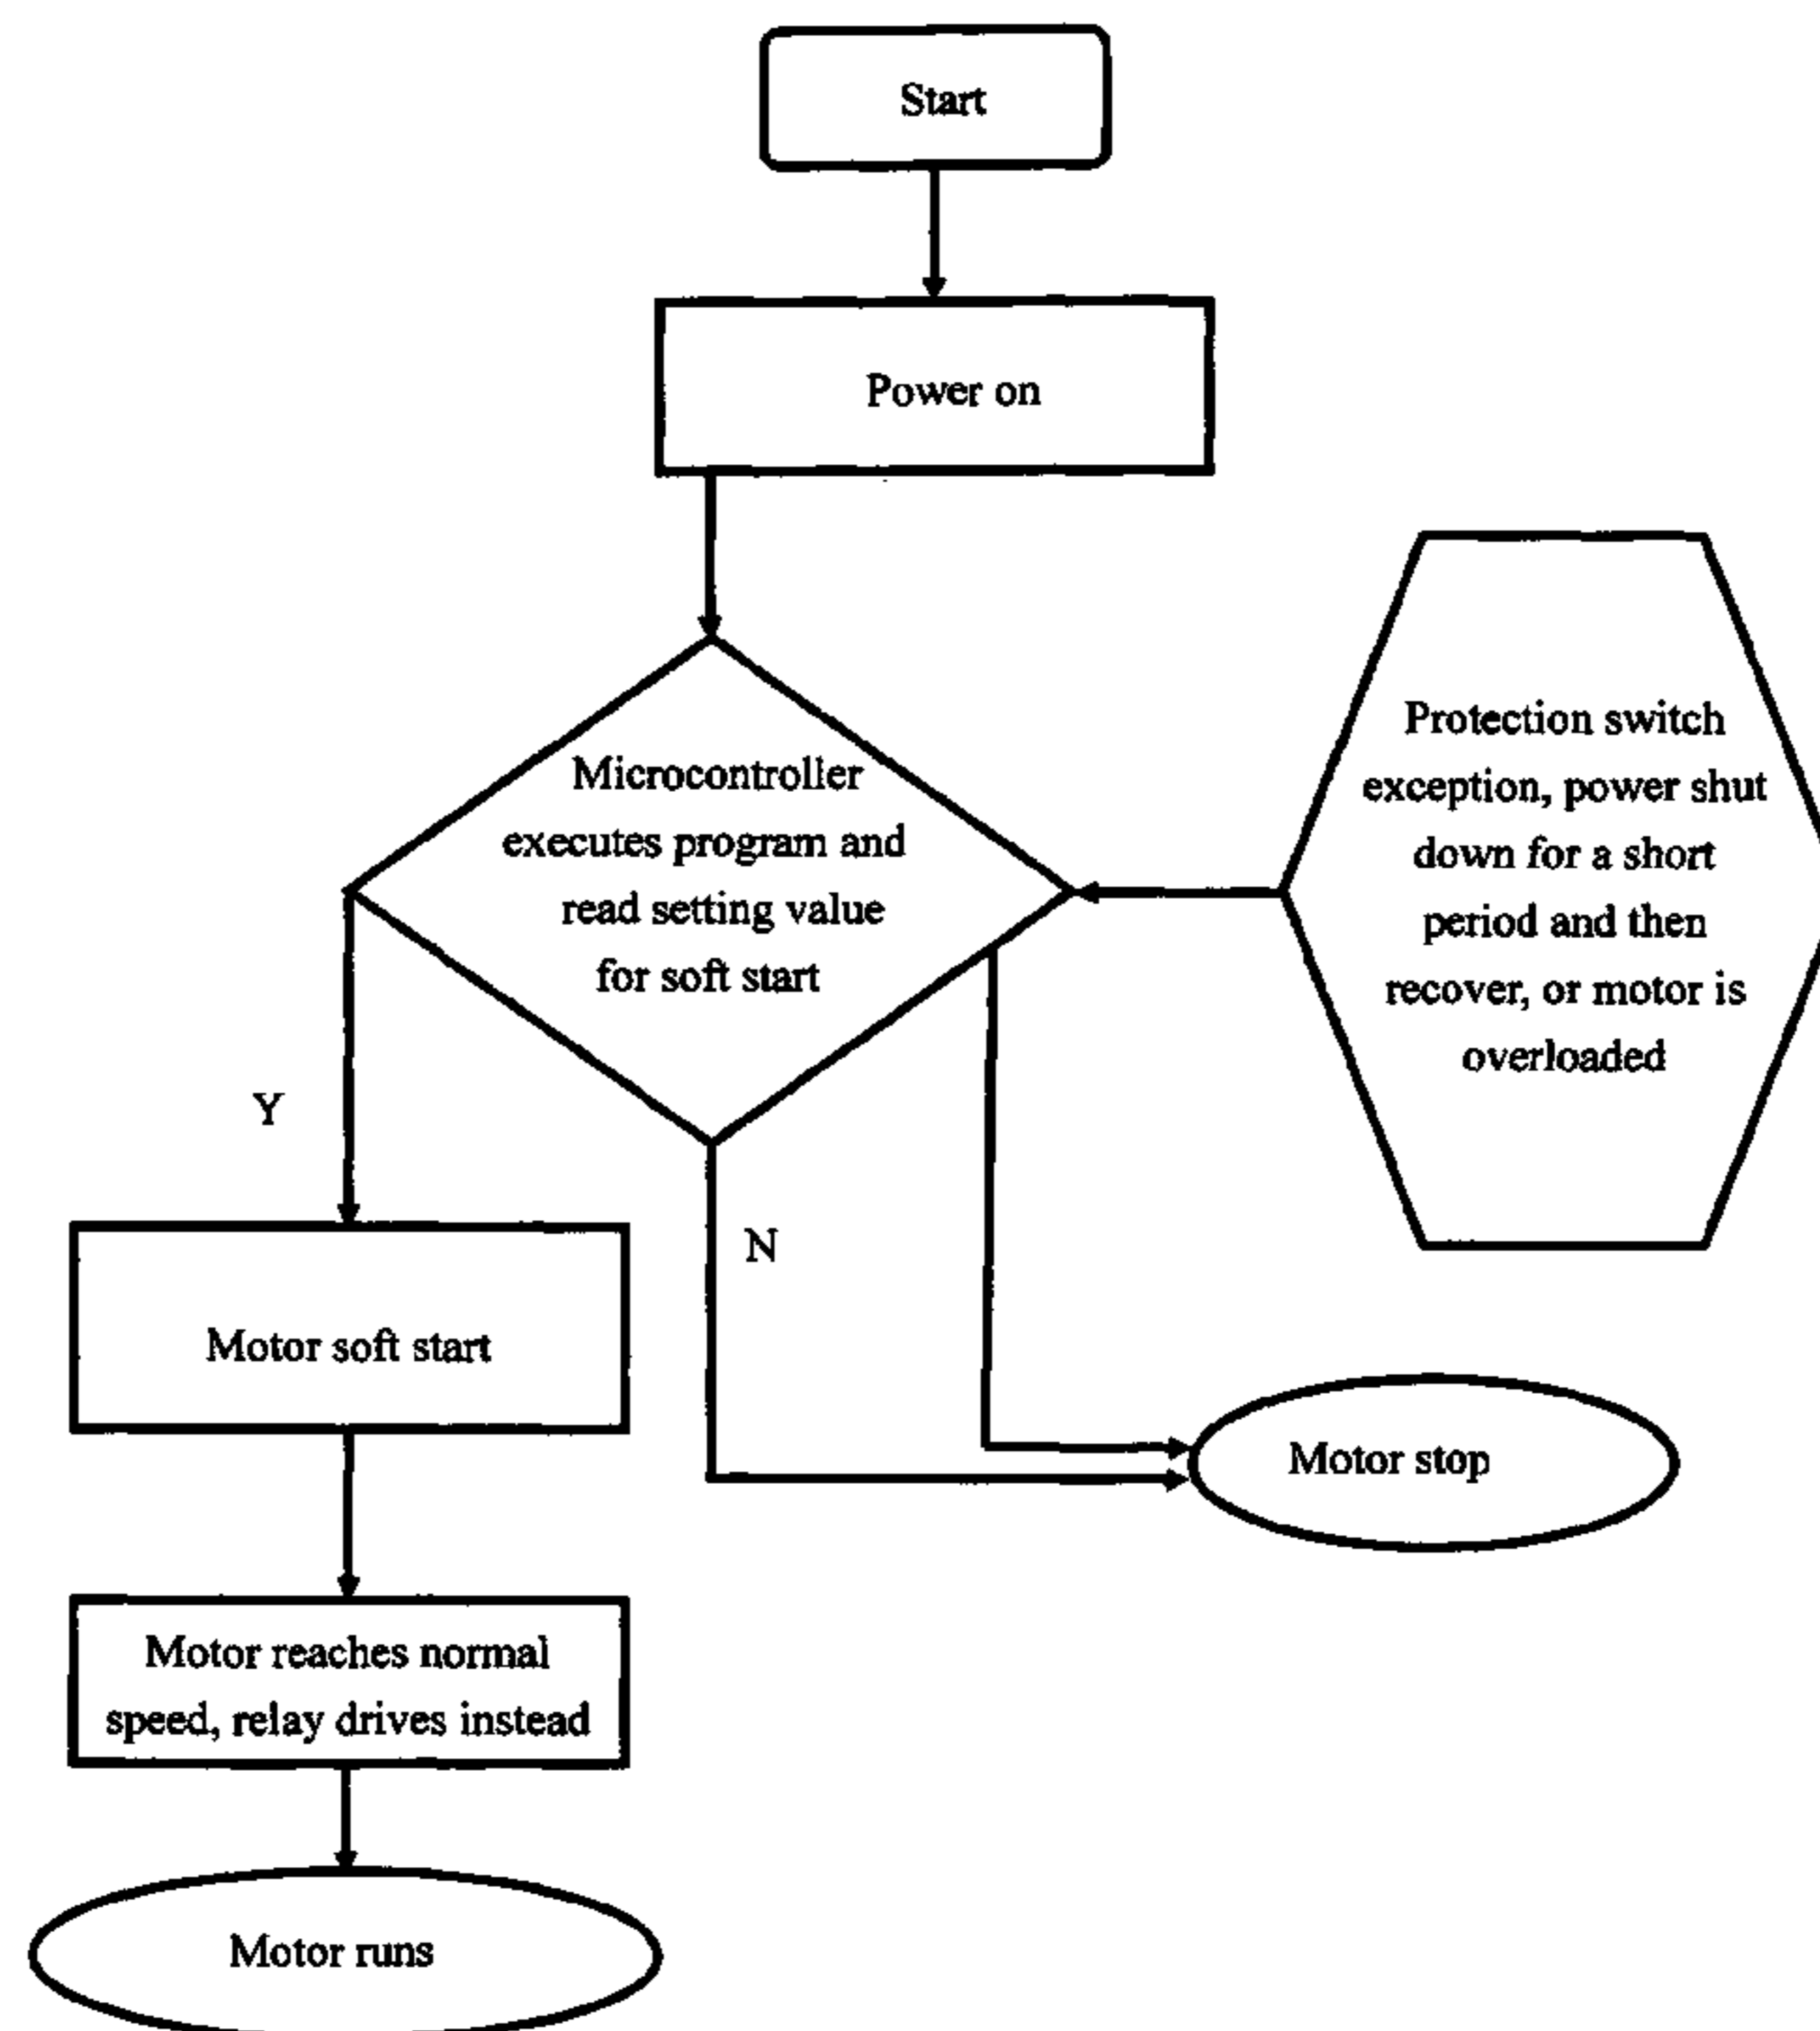 Start
Power on
Microcontroller
executes program and
read setting value
for soft start
Protection switch
exception, power shut
down for a short
period and then
recover, or motor is
overloaded
Y
N
Motor soft start
Motor stop
Motor reaches normal
speed, relay drives instead
Motor runs